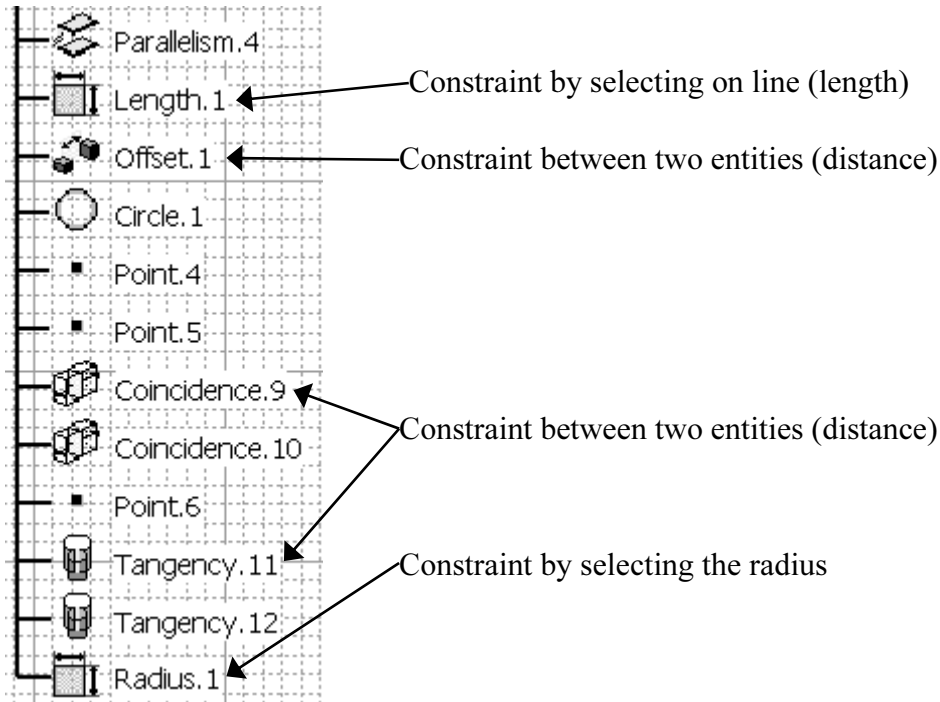 Parallelism.4
Length.1
Constraint by selecting on line (length)
Offset.1
Constraint between two entities (distance)
Circle.1
Point.4
Point.5
Coincidence.9
Constraint between two entities (distance)
Coincidence.10
Point.6
Tangency.11
Constraint by selecting the radius
Tangency.12
Radius.1